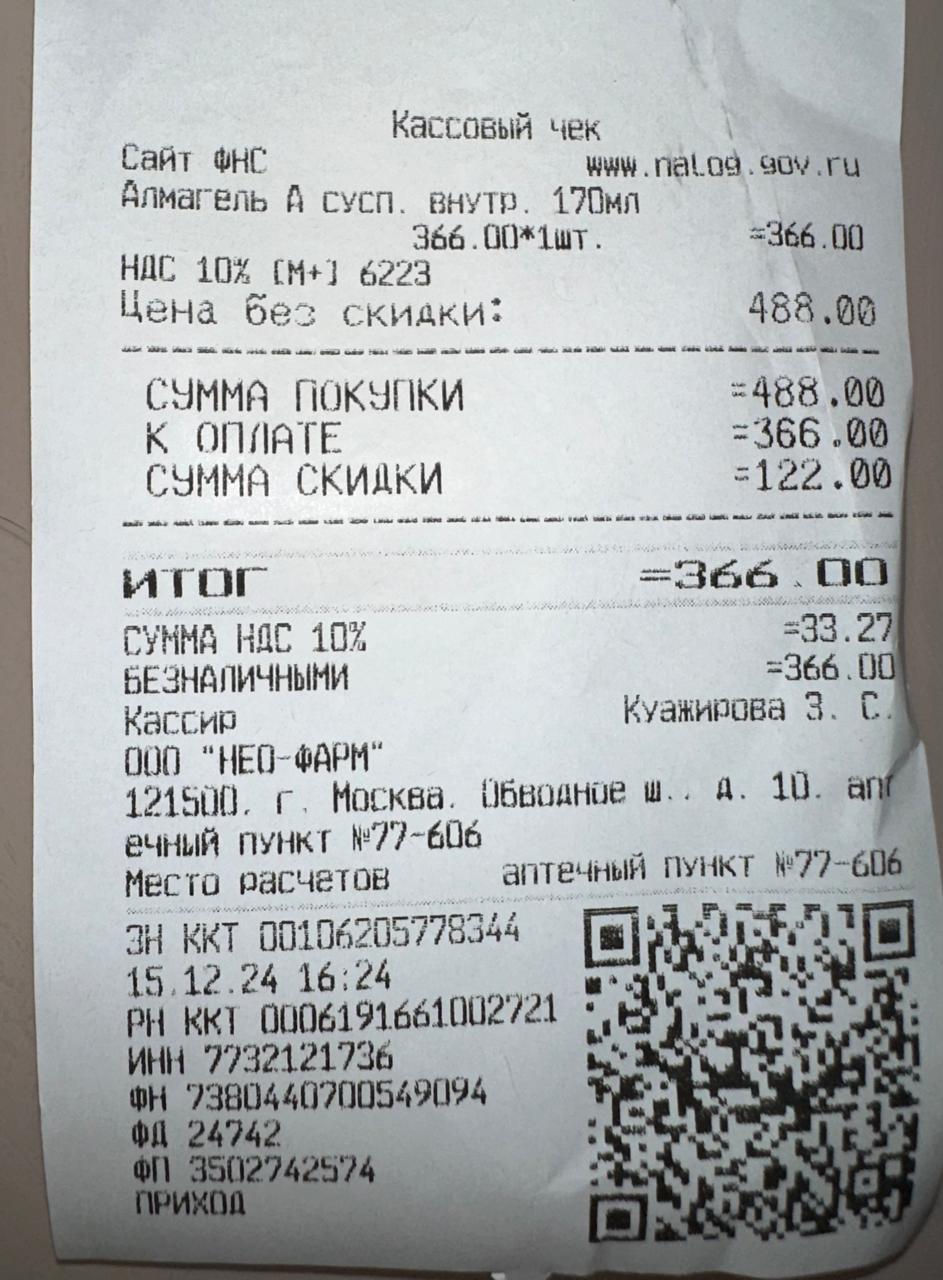 Кассовый чек
Сайт ФНС www.nalog.gov.ru
Алмагель А сусп. внутр. 170мл
366.00*1шт. =366.00
НДС 10% [М+] 6223
Цена без скидки: 488.00
СУММА ПОКУПКИ =488.00
К ОПЛАТЕ =366.00
СУММА СКИДКИ =122.00
ИТОГ =366.00
СУММА НДС 10% =33.27
БЕЗНАЛИЧНЫМИ =366.00
Кассир Куажирова З. С.
ООО "НЕО-ФАРМ"
121500, г. Москва, Обводное ш., д. 10, апт
ечный пункт №77-606
Место расчетов аптечный пункт №77-606
ЗН ККТ 00106205778344
15.12.24 16:24
РН ККТ 0006191661002721
ИНН 7732121736
ФН 7380440700549094
ФД 24742
ФП 3502742574
ПРИХОД